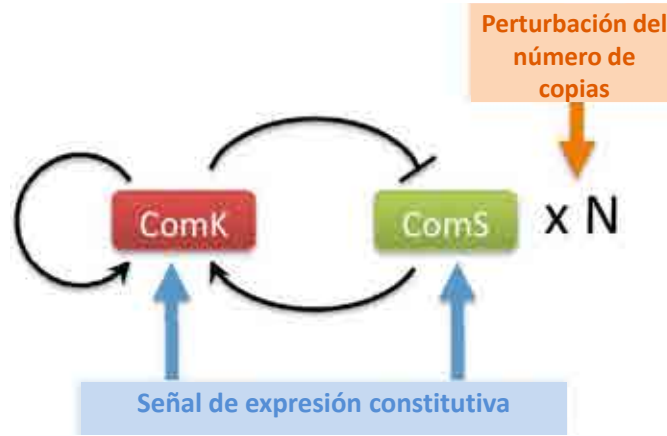 Perturbación del
número de
copias
ComK
ComS
x N
Señal de expresión constitutiva